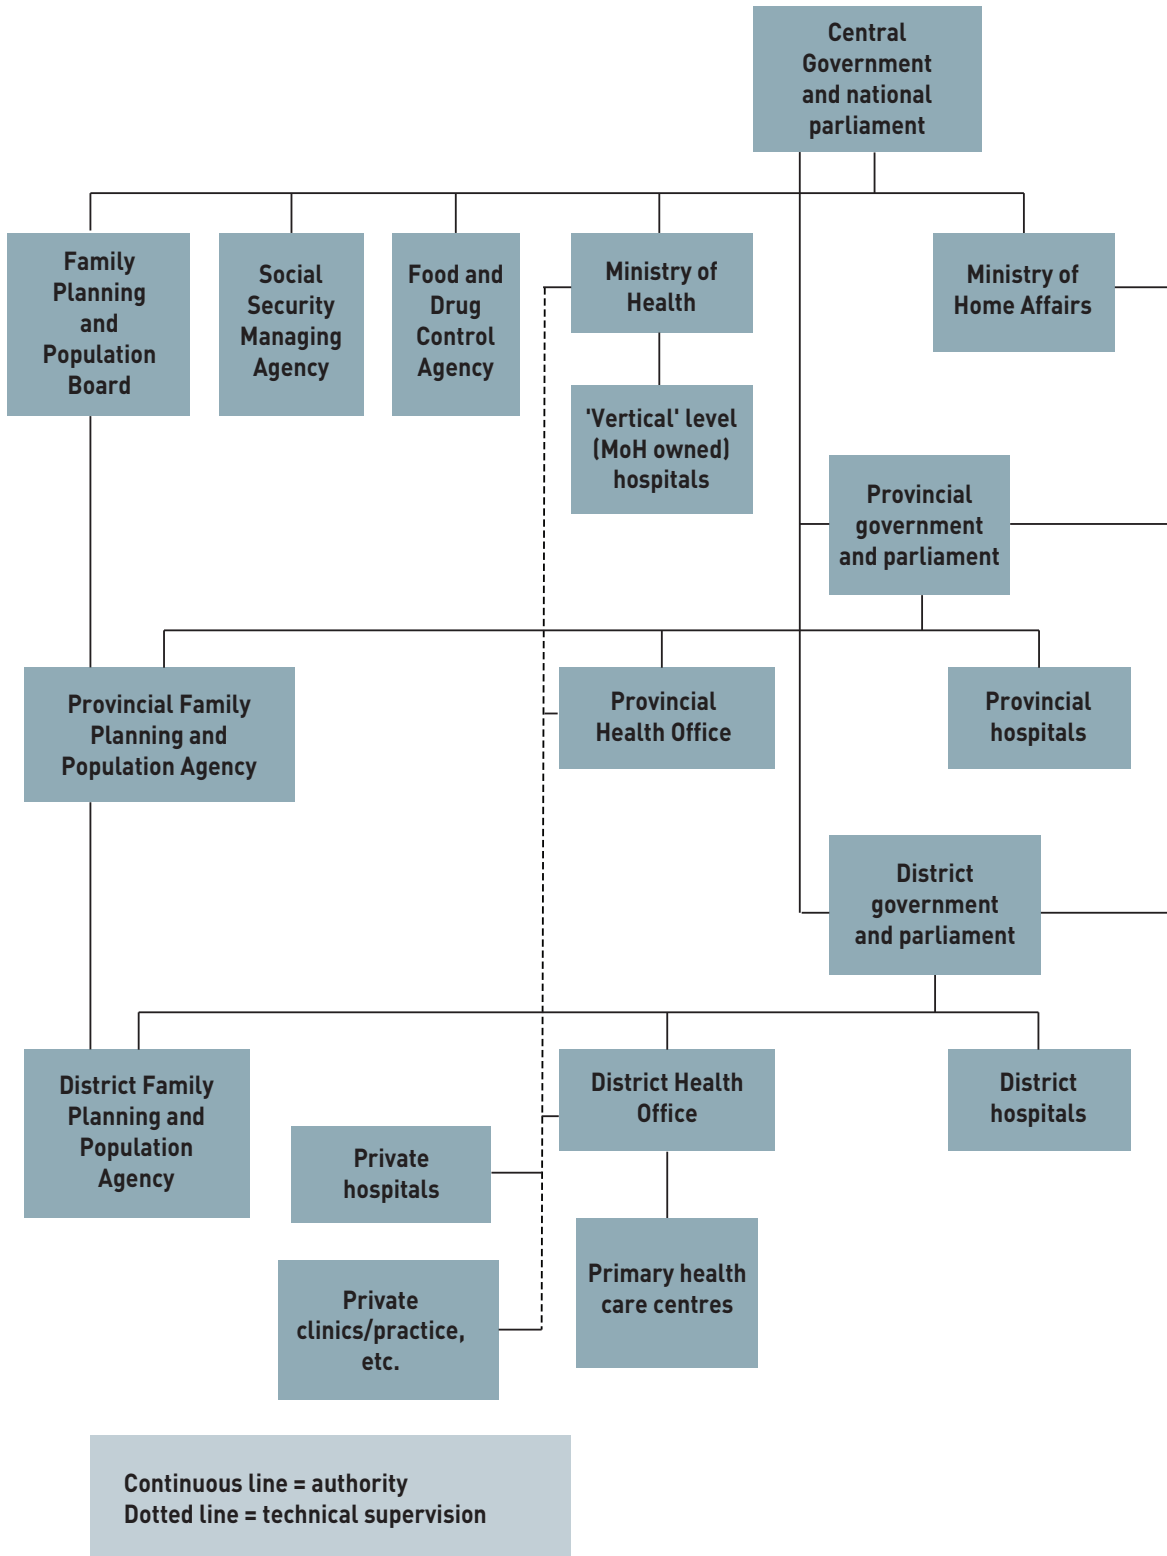 Central
Government
and national
parliament
Family
Planning
and
Population
Board
Social
Security
Managing
Agency
Food and
Drug
Control
Agency
Ministry of
Health
Ministry of
Home Affairs
'Vertical' level
(MoH owned)
hospitals
Provincial
government
and parliament
Provincial Family
Planning and
Population Agency
Provincial
Health Office
Provincial
hospitals
District
government
and parliament
District Family
Planning and
Population
Agency
District Health
Office
District
hospitals
Private
hospitals
Primary health
care centres
Private
clinics/practice,
etc.
Continuous line = authority
Dotted line = technical supervision